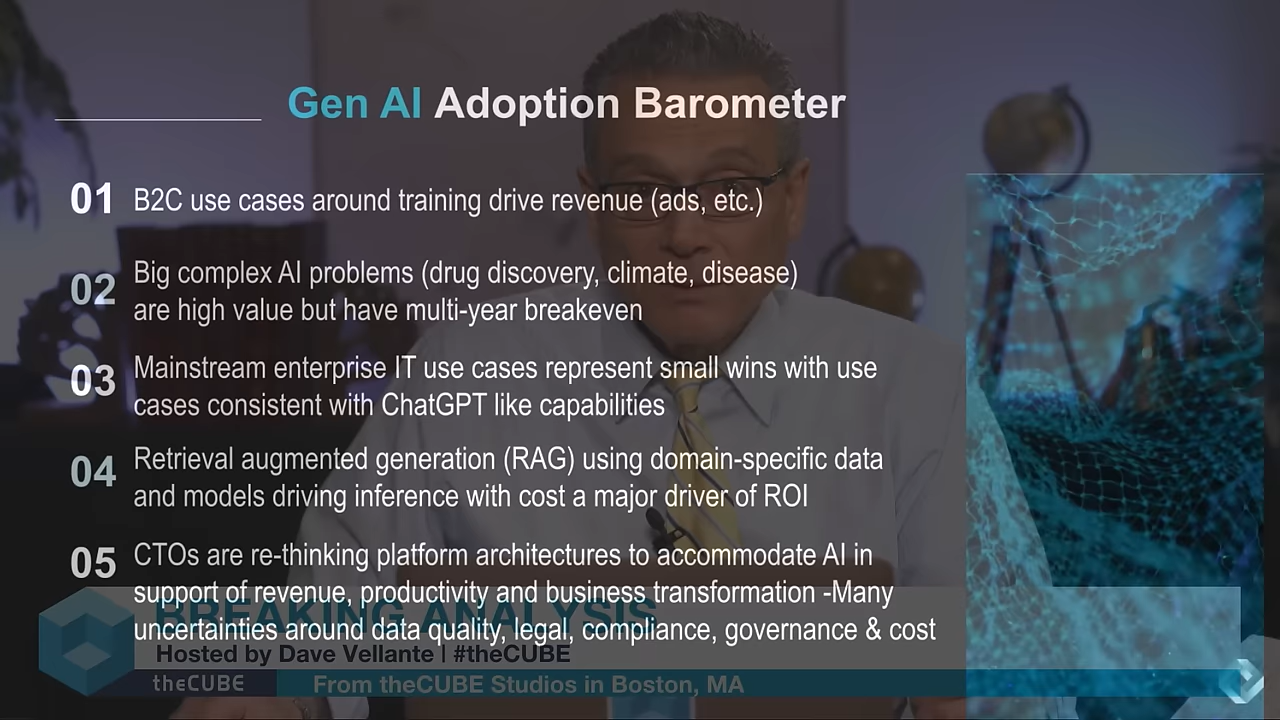 Gen AI Adoption Barometer
01 B2C use cases around training drive revenue (ads, etc.)
02 Big complex AI problems (drug discovery, climate, disease)
are high value but have multi-year breakeven
03 Mainstream enterprise IT use cases represent small wins with use
cases consistent with ChatGPT like capabilities
04 Retrieval augmented generation (RAG) using domain-specific data
and models driving inference with cost a major driver of ROI
05 CTOs are re-thinking platform architectures to accommodate AI in
support of revenue, productivity and business transformation -Many
uncertainties around data quality, legal, compliance, governance & cost
BREAKING ANALYSIS
Hosted by Dave Vellante | #theCUBE
theCUBE
From theCUBE Studios in Boston, MA